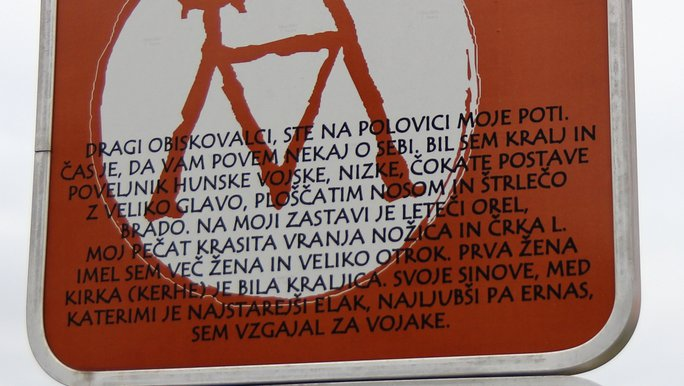 DRAGI OBISKOVALCI, STE NA POLOVICI MOJE POTI.
ČAS JE, DA VAM POVEM NEKAJ O SEBI. BIL SEM KRALJ IN
POVELJNIK HUNSKE VOJSKE, NIZKE, ČOKATE POSTAVE
Z VELIKO GLAVO, PLOŠČATIM NOSOM IN ŠTRLEČO
BRADO. NA MOJI ZASTAVI JE LETEČI OREL,
MOJ PEČAT KRASITA VRANJA NOŽICA IN ČRKA L.
IMEL SEM VEČ ŽENA IN VELIKO OTROK. PRVA ŽENA
KIRKA (KERHE) JE BILA KRALJICA. SVOJE SINOVE, MED
KATERIMI JE NAJSTAREJŠI ELAK, NAJLJUBŠI PA ERNAS,
SEM VZGAJAL ZA VOJAKE.